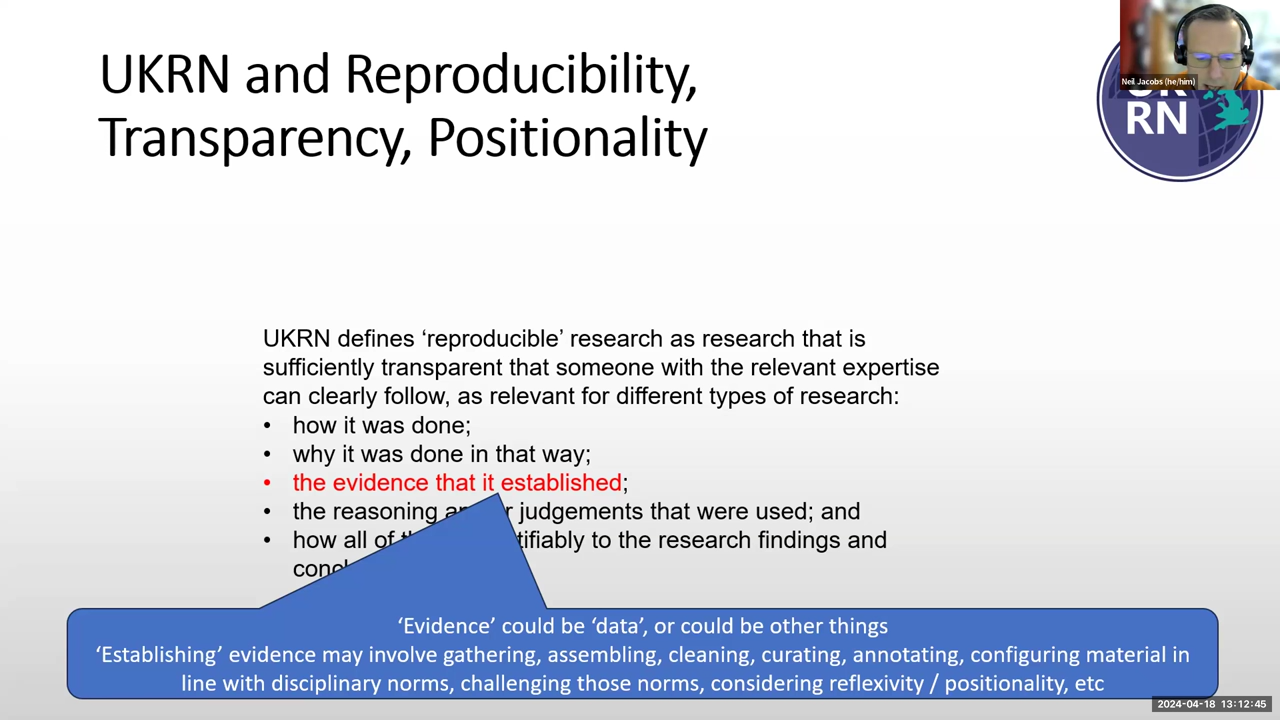 UKRN and Reproducibility,
Transparency, Positionality
Neil Jacobs (he/him)
RN
UKRN defines ‘reproducible’ research as research that is
sufficiently transparent that someone with the relevant expertise
can clearly follow, as relevant for different types of research:
• how it was done;
• why it was done in that way;
• the evidence that it established;
• the reasoning judgements that were used; and
• how all of to the research findings and
‘Evidence’ could be ‘data’, or could be other things
‘Establishing’ evidence may involve gathering, assembling, cleaning, curating, annotating, configuring material in
line with disciplinary norms, challenging those norms, considering reflexivity / positionality, etc
2024-04-18 13:12:45